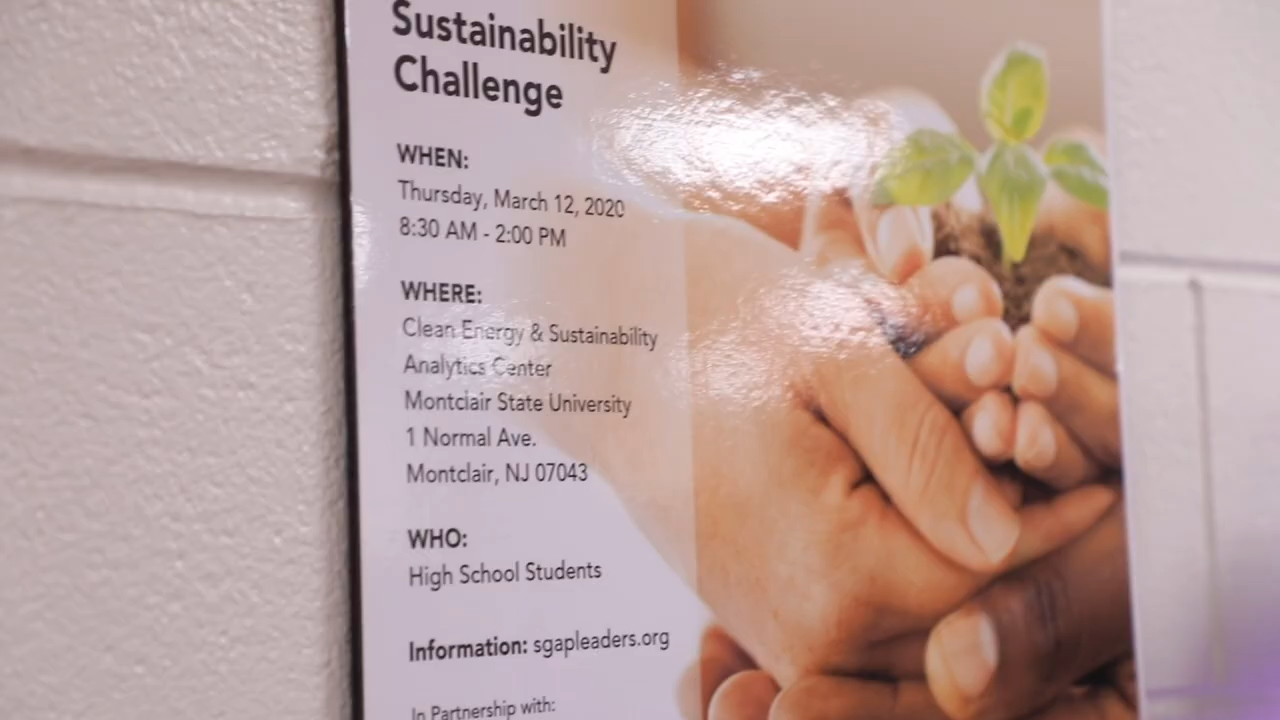 Sustainability
Challenge
WHEN:
Thursday, March 12, 2020
8:30 AM - 2:00 PM
WHERE:
Clean Energy & Sustainability
Analytics Center
Montclair State University
1 Normal Ave.
Montclair, NJ 07043
WHO:
High School Students
Information: sgapleaders.org
In Partnership with: